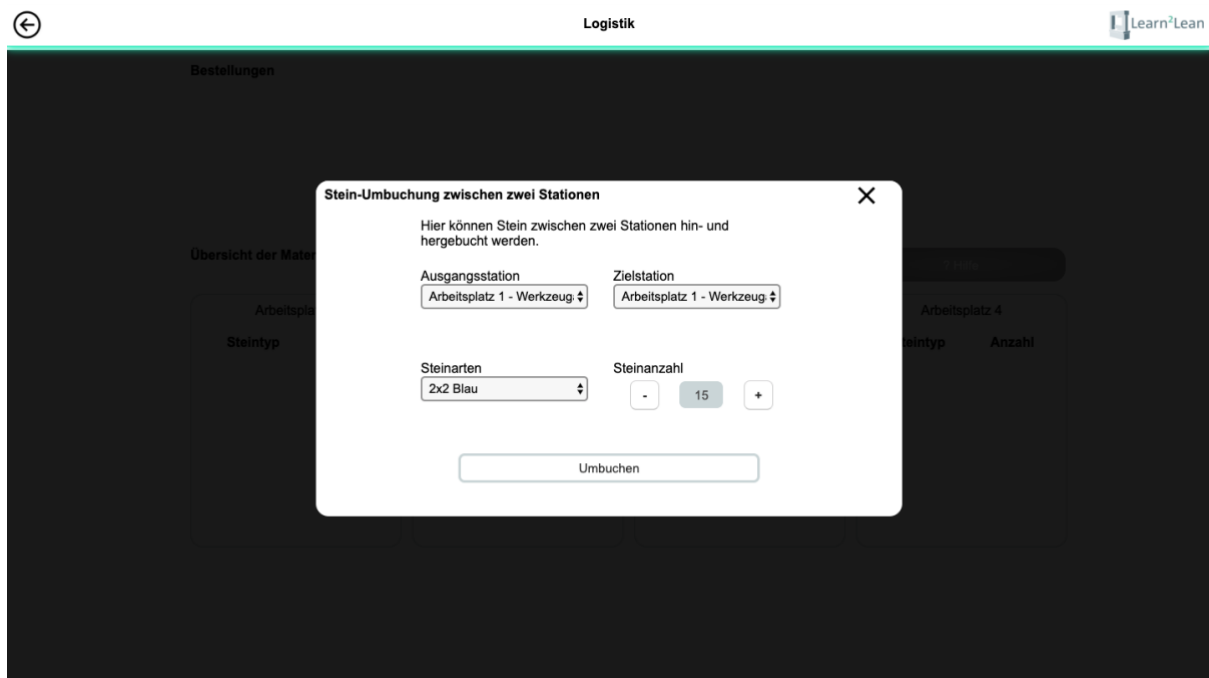 Logistik
Learn²Lean
Bestellungen
Stein-Umbuchung zwischen zwei Stationen
Hier können Stein zwischen zwei Stationen hin- und
hergebucht werden.
Übersicht der Mater
? Hilfe
Ausgangsstation Zielstation
Arbeitsplatz 1 - Werkzeug Arbeitsplatz 1 - Werkzeug
Arbeitspla Arbeitsplatz 4
Steintyp teintyp Anzahl
Steinarten Steinanzahl
2x2 Blau - 15 +
Umbuchen